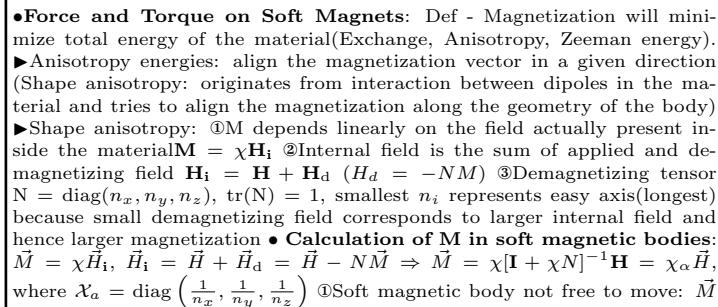 ●Force and Torque on Soft Magnets: Def - Magnetization will mini-
mize total energy of the material(Exchange, Anisotropy, Zeeman energy).
►Anisotropy energies: align the magnetization vector in a given direction
(Shape anisotropy: originates from interaction between dipoles in the ma-
terial and tries to align the magnetization along the geometry of the body)
►Shape anisotropy: ①M depends linearly on the field actually present in-
side the material𝐌 = χ𝐇ᵢ ②Internal field is the sum of applied and de-
magnetizing field 𝐇ᵢ = 𝐇 + 𝐇_d (H_d = −NM) ③Demagnetizing tensor
N = diag(n_x, n_y, n_z), tr(N) = 1, smallest n_i represents easy axis(longest)
because small demagnetizing field corresponds to larger internal field and
hence larger magnetization ● Calculation of M in soft magnetic bodies:
M⃗ = χH⃗_i, H⃗_i = H⃗ + H⃗_d = H⃗ − NM⃗ ⇒ M⃗ = χ[I + χN]^{-1}H = χ_α H⃗,
where 𝒳_a = diag (1/n_x, 1/n_y, 1/n_z) ①Soft magnetic body not free to move: M⃗